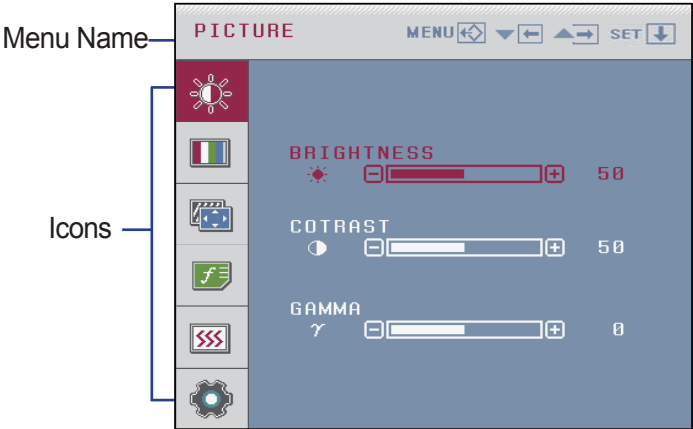 Menu Name
PICTURE MENU SET
Icons
BRIGHTNESS
50
COTRAST
50
GAMMA
γ 0
f